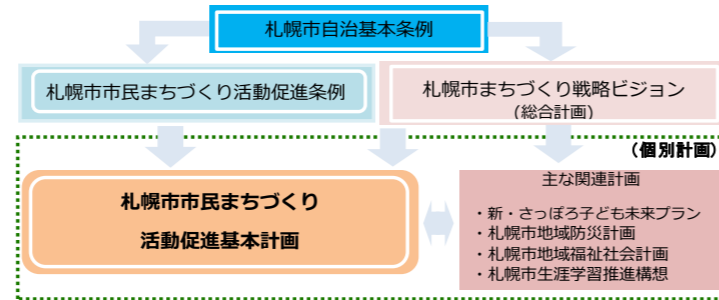 札幌市自治基本条例
札幌市市民まちづくり活動促進条例
札幌市まちづくり戦略ビジョン
(総合計画)
(個別計画)
札幌市市民まちづくり
活動促進基本計画
主な関連計画
・新・さっぽろ子ども未来プラン
・札幌市地域防災計画
・札幌市地域福祉社会計画
・札幌市生涯学習推進構想